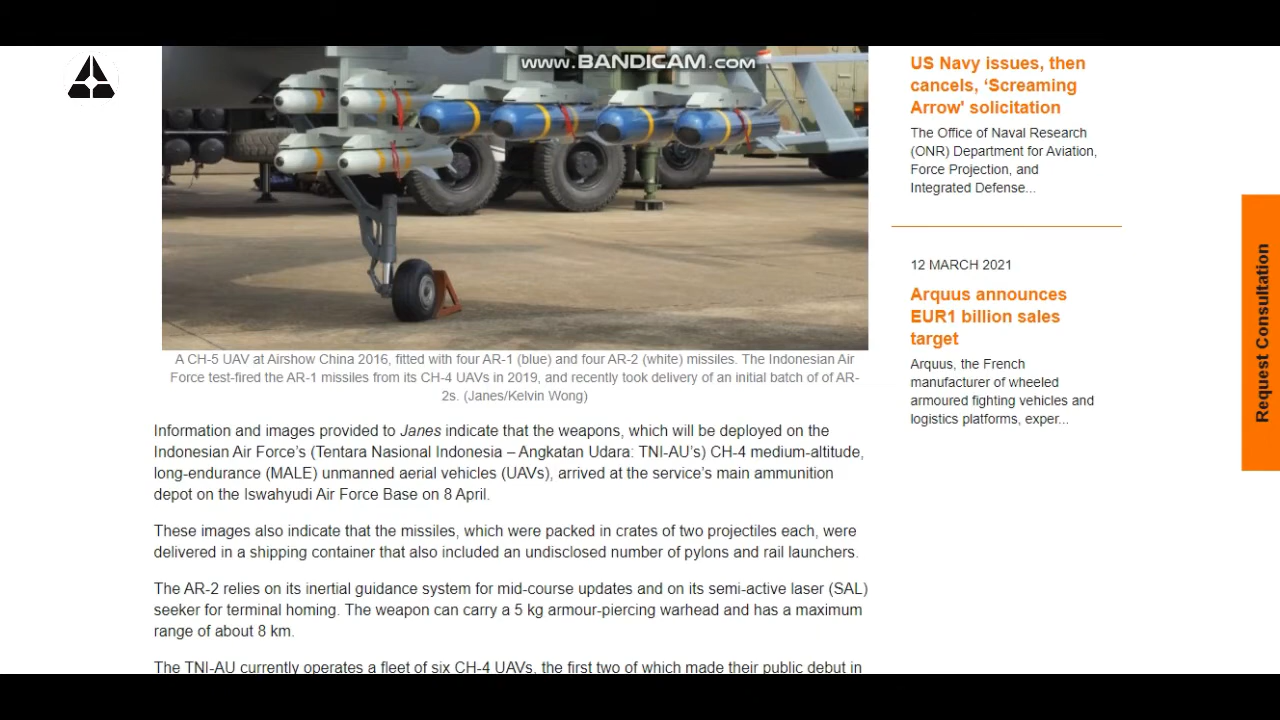 www.BANDICAM.com
A CH-5 UAV at Airshow China 2016, fitted with four AR-1 (blue) and four AR-2 (white) missiles. The Indonesian Air
Force test-fired the AR-1 missiles from its CH-4 UAVs in 2019, and recently took delivery of an initial batch of of AR-
2s. (Janes/Kelvin Wong)
Information and images provided to Janes indicate that the weapons, which will be deployed on the
Indonesian Air Force's (Tentara Nasional Indonesia – Angkatan Udara: TNI-AU's) CH-4 medium-altitude,
long-endurance (MALE) unmanned aerial vehicles (UAVs), arrived at the service's main ammunition
depot on the Iswahyudi Air Force Base on 8 April.
These images also indicate that the missiles, which were packed in crates of two projectiles each, were
delivered in a shipping container that also included an undisclosed number of pylons and rail launchers.
The AR-2 relies on its inertial guidance system for mid-course updates and on its semi-active laser (SAL)
seeker for terminal homing. The weapon can carry a 5 kg armour-piercing warhead and has a maximum
range of about 8 km.
The TNI-AU currently operates a fleet of six CH-4 UAVs, the first two of which made their public debut in
US Navy issues, then
cancels, 'Screaming
Arrow' solicitation
The Office of Naval Research
(ONR) Department for Aviation,
Force Projection, and
Integrated Defense...
12 MARCH 2021
Arquus announces
EUR1 billion sales
target
Arquus, the French
manufacturer of wheeled
armoured fighting vehicles and
logistics platforms, exper...
Request Consultation